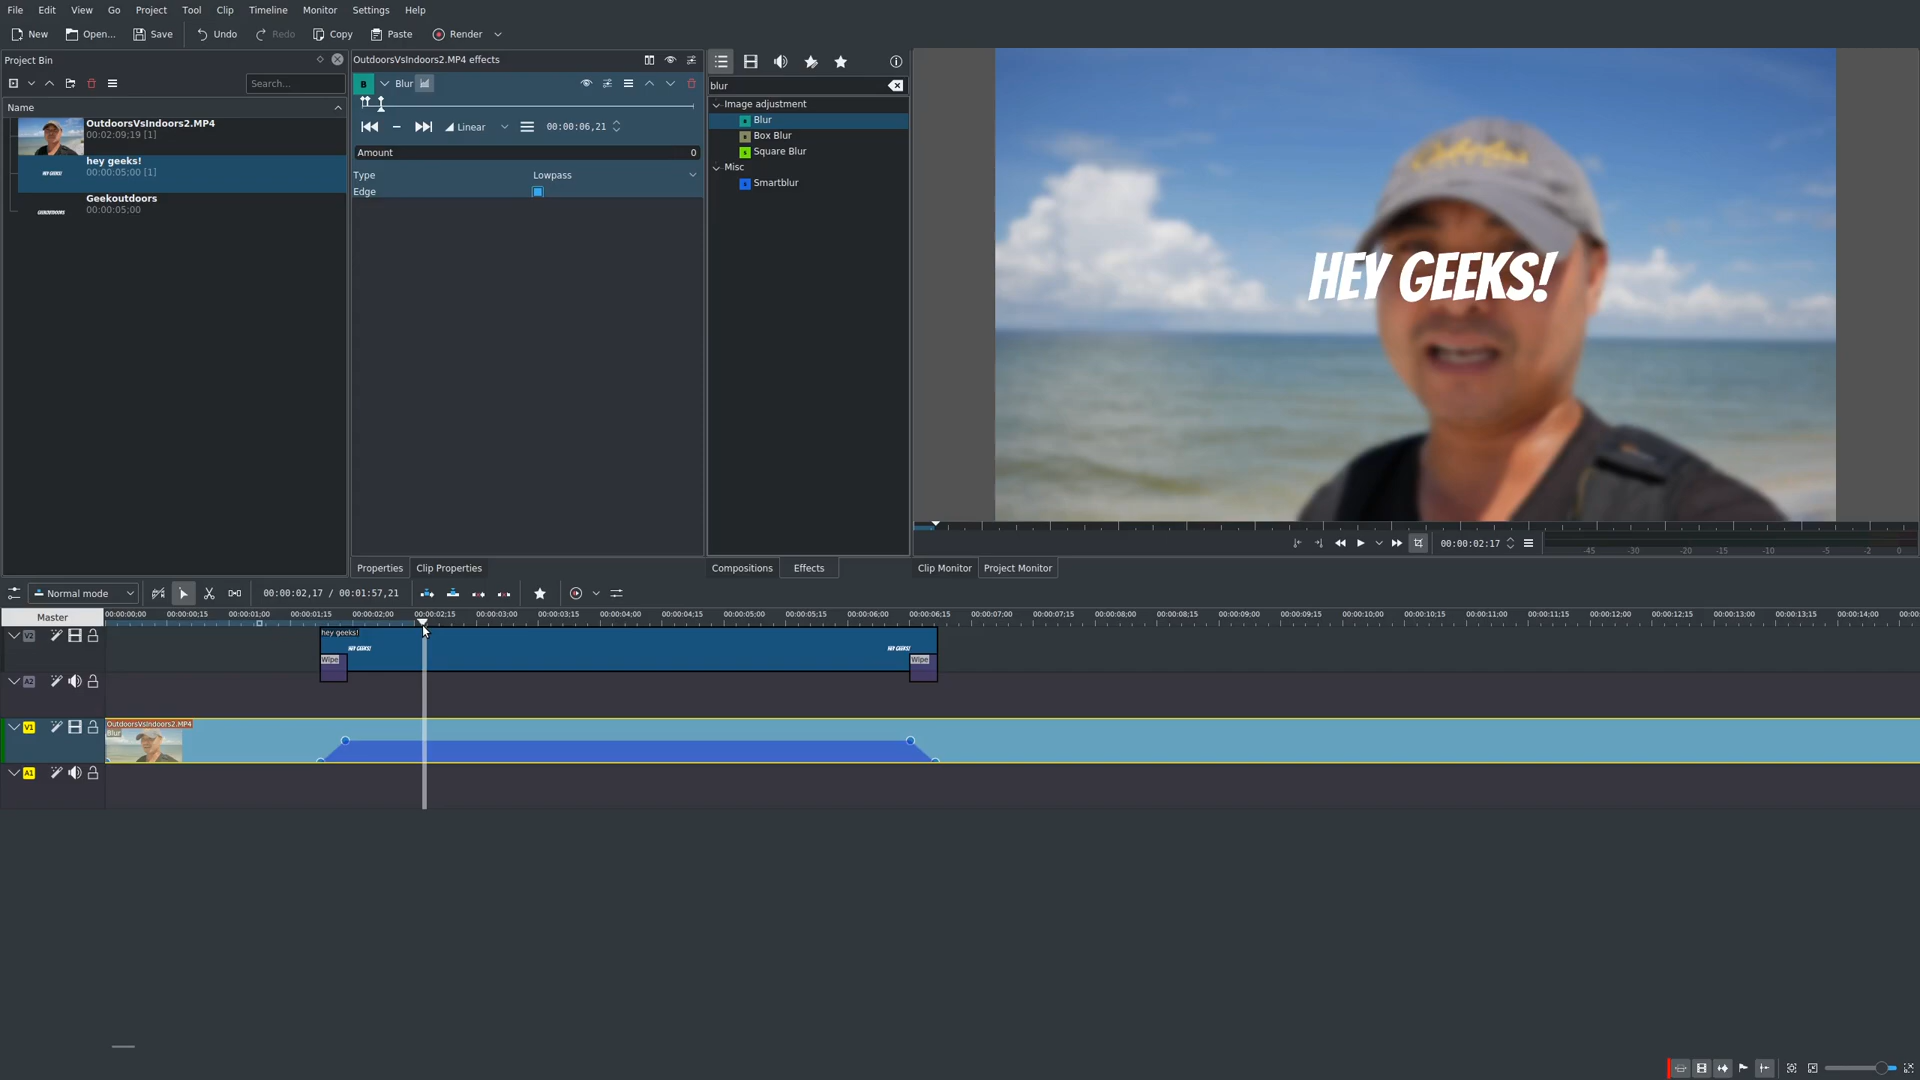 File Edit View Go Project Tool Clip Timeline Monitor Settings Help
New Open... Save Undo Redo Copy Paste Render
Project Bin
Search...
Name
OutdoorsVsIndoors2.MP4
00:02:09;19 [1]
hey geeks!
00:00:05;00 [1]
Geekoutdoors
00:00:05;00
OutdoorsVsIndoors2.MP4 effects
B Blur
Linear 00:00:06,21
Amount 0
Type Lowpass
Edge
blur
Image adjustment
Blur
Box Blur
Square Blur
Misc
Smartblur
HEY GEEKS!
00:00:02:17
-45 -30 -20 -15 -10 -5 -2 0
Properties Clip Properties
Compositions Effects
Clip Monitor Project Monitor
Normal mode
00:00:02,17 / 00:01:57,21
Master
00:00:00;00 00:00:00;15 00:00:01;00 00:00:01;15 00:00:02;00 00:00:02;15 00:00:03;00 00:00:03;15 00:00:04;00 00:00:04;15 00:00:05;00 00:00:05;15 00:00:06;00 00:00:06;15 00:00:07;00 00:00:07;15 00:00:08;00 00:00:08;15 00:00:09;00 00:00:09;15 00:00:10;00 00:00:10;15 00:00:11;00 00:00:11;15 00:00:12;00 00:00:12;15 00:00:13;00 00:00:13;15 00:00:14;00
V2
hey geeks!
HEY GEEKS! HEY GEEKS!
Wipe Wipe
A2
V1
OutdoorsVsIndoors2.MP4
Blur
A1